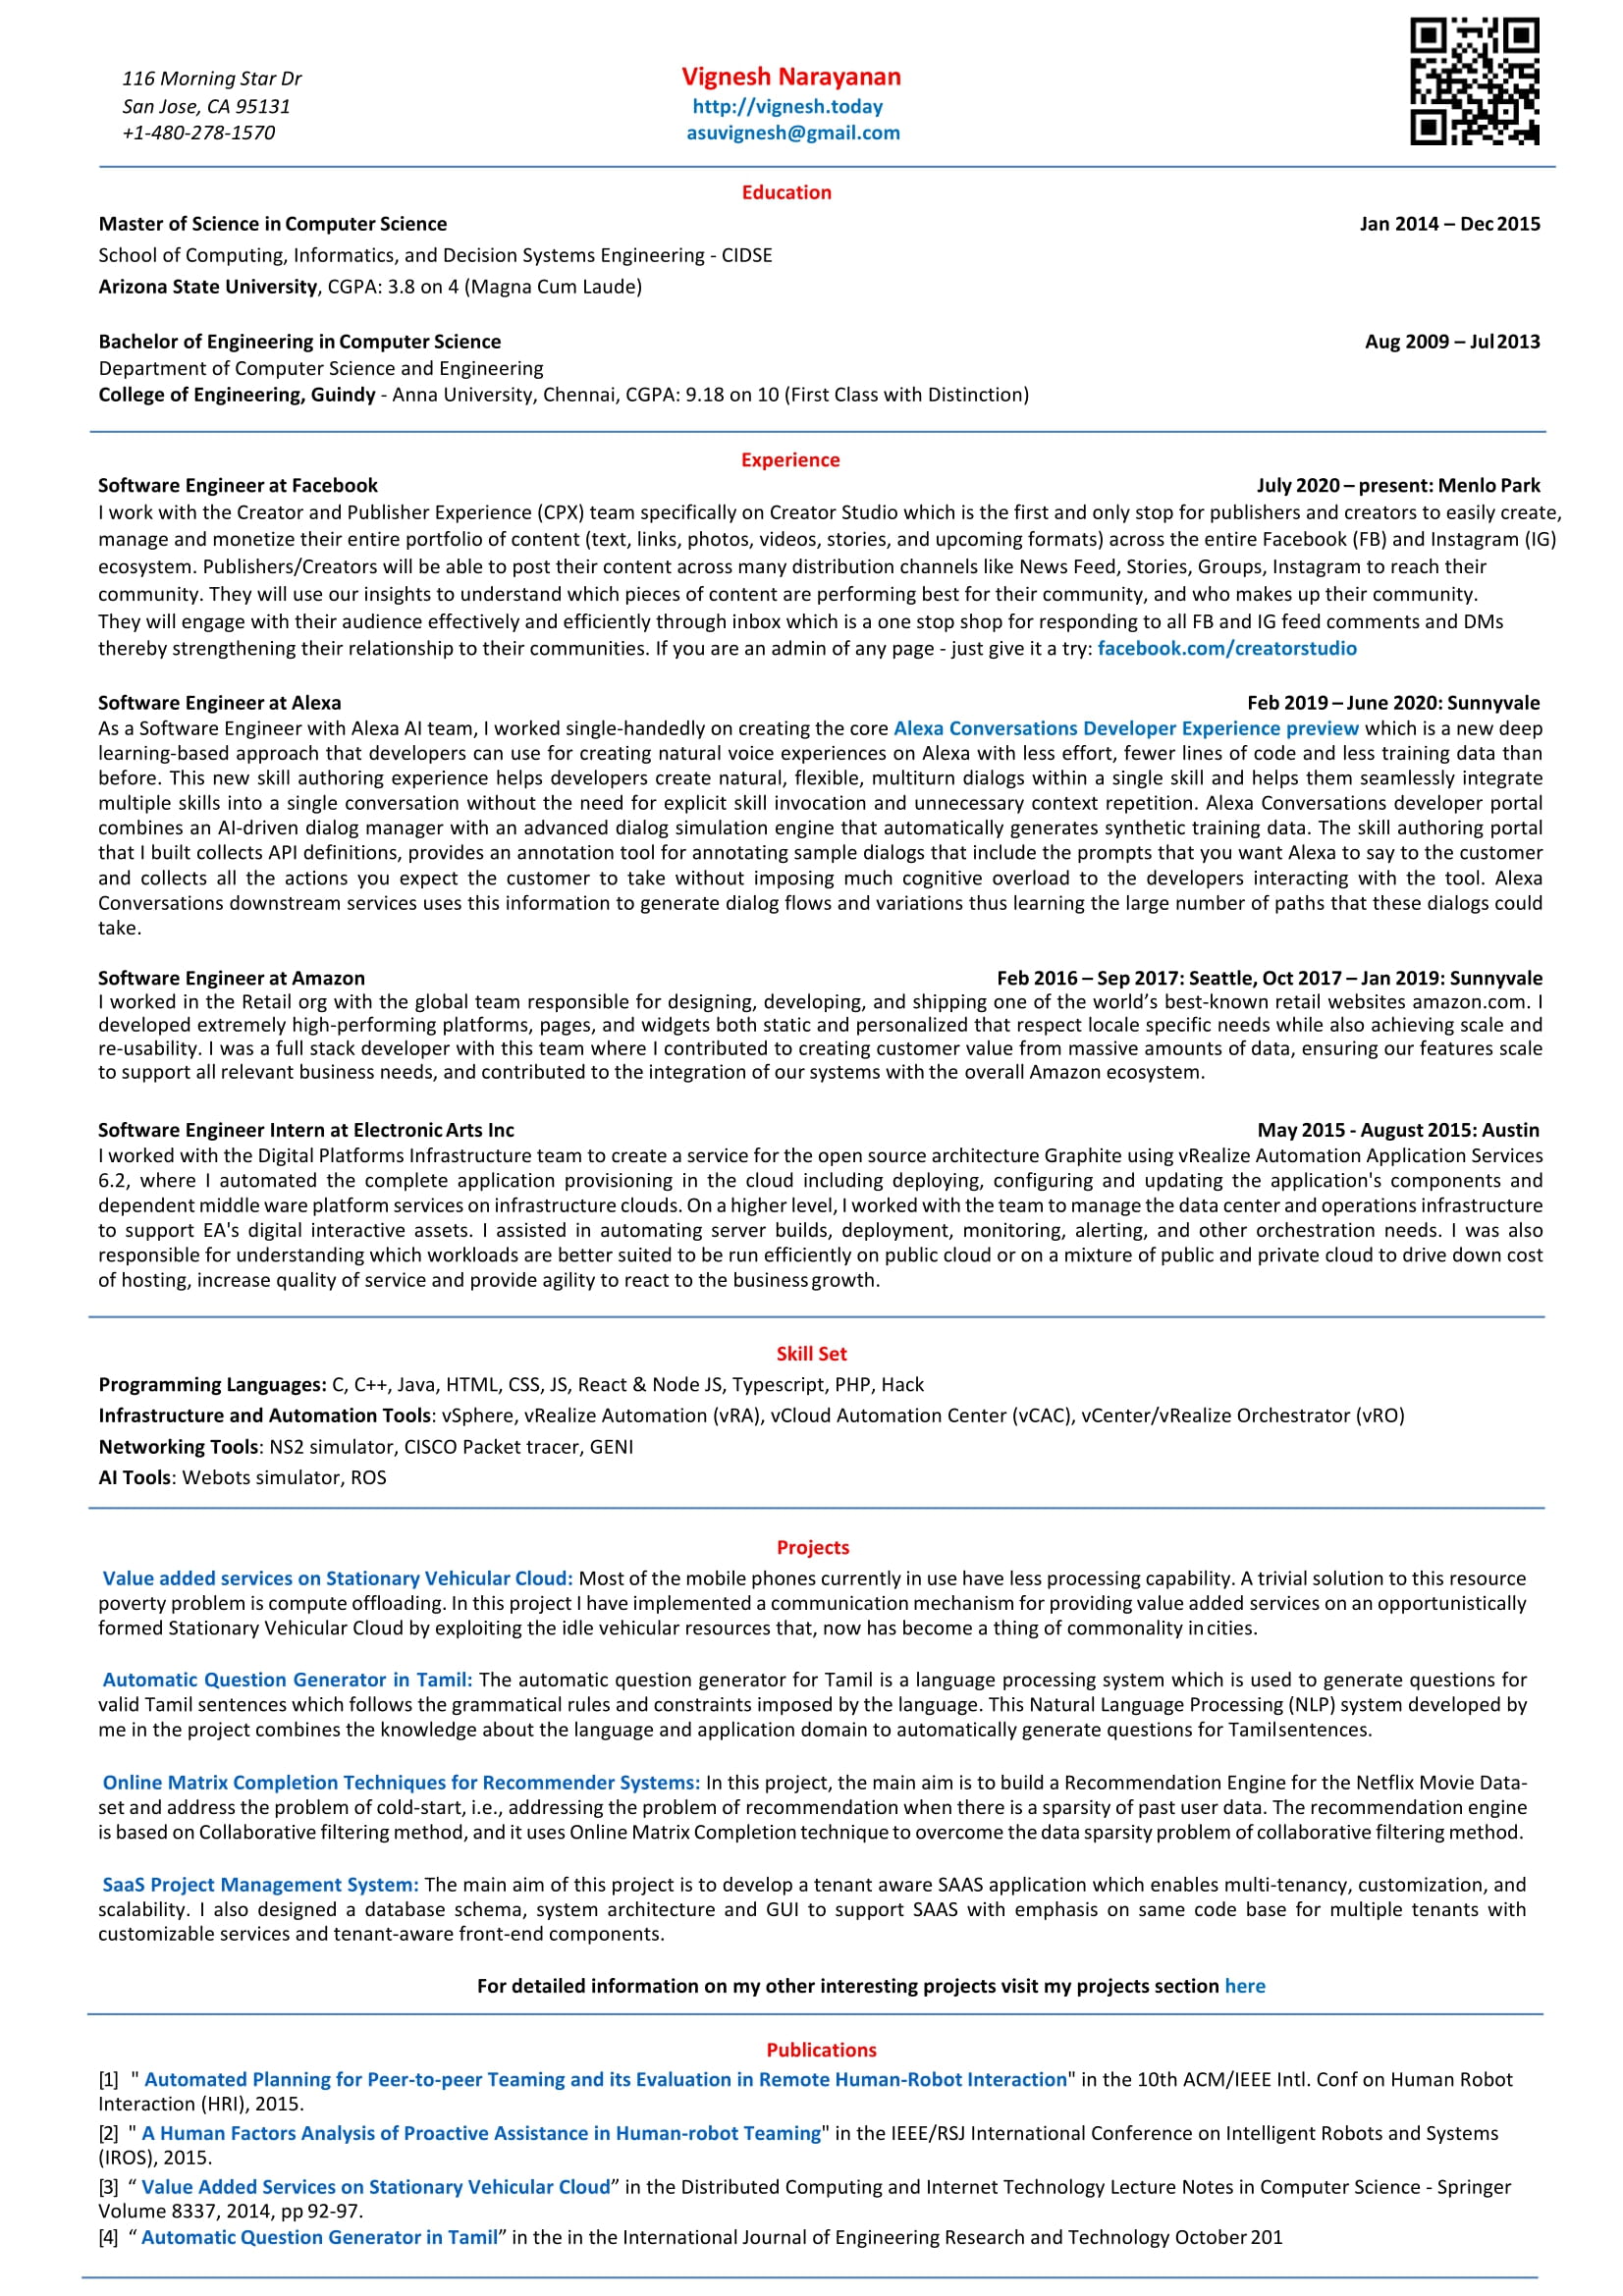 116 Morning Star Dr
San Jose, CA 95131
+1-480-278-1570
Vignesh Narayanan
http://vignesh.today
asuvignesh@gmail.com
Education
Master of Science in Computer Science Jan 2014 – Dec 2015
School of Computing, Informatics, and Decision Systems Engineering - CIDSE
Arizona State University, CGPA: 3.8 on 4 (Magna Cum Laude)
Bachelor of Engineering in Computer Science Aug 2009 – Jul 2013
Department of Computer Science and Engineering
College of Engineering, Guindy - Anna University, Chennai, CGPA: 9.18 on 10 (First Class with Distinction)
Experience
Software Engineer at Facebook July 2020 – present: Menlo Park
I work with the Creator and Publisher Experience (CPX) team specifically on Creator Studio which is the first and only stop for publishers and creators to easily create,
manage and monetize their entire portfolio of content (text, links, photos, videos, stories, and upcoming formats) across the entire Facebook (FB) and Instagram (IG)
ecosystem. Publishers/Creators will be able to post their content across many distribution channels like News Feed, Stories, Groups, Instagram to reach their
community. They will use our insights to understand which pieces of content are performing best for their community, and who makes up their community.
They will engage with their audience effectively and efficiently through inbox which is a one stop shop for responding to all FB and IG feed comments and DMs
thereby strengthening their relationship to their communities. If you are an admin of any page - just give it a try: facebook.com/creatorstudio
Software Engineer at Alexa Feb 2019 – June 2020: Sunnyvale
As a Software Engineer with Alexa AI team, I worked single-handedly on creating the core Alexa Conversations Developer Experience preview which is a new deep
learning-based approach that developers can use for creating natural voice experiences on Alexa with less effort, fewer lines of code and less training data than
before. This new skill authoring experience helps developers create natural, flexible, multiturn dialogs within a single skill and helps them seamlessly integrate
multiple skills into a single conversation without the need for explicit skill invocation and unnecessary context repetition. Alexa Conversations developer portal
combines an AI-driven dialog manager with an advanced dialog simulation engine that automatically generates synthetic training data. The skill authoring portal
that I built collects API definitions, provides an annotation tool for annotating sample dialogs that include the prompts that you want Alexa to say to the customer
and collects all the actions you expect the customer to take without imposing much cognitive overload to the developers interacting with the tool. Alexa
Conversations downstream services uses this information to generate dialog flows and variations thus learning the large number of paths that these dialogs could
take.
Software Engineer at Amazon Feb 2016 – Sep 2017: Seattle, Oct 2017 – Jan 2019: Sunnyvale
I worked in the Retail org with the global team responsible for designing, developing, and shipping one of the world’s best-known retail websites amazon.com. I
developed extremely high-performing platforms, pages, and widgets both static and personalized that respect locale specific needs while also achieving scale and
re-usability. I was a full stack developer with this team where I contributed to creating customer value from massive amounts of data, ensuring our features scale
to support all relevant business needs, and contributed to the integration of our systems with the overall Amazon ecosystem.
Software Engineer Intern at Electronic Arts Inc May 2015 - August 2015: Austin
I worked with the Digital Platforms Infrastructure team to create a service for the open source architecture Graphite using vRealize Automation Application Services
6.2, where I automated the complete application provisioning in the cloud including deploying, configuring and updating the application's components and
dependent middle ware platform services on infrastructure clouds. On a higher level, I worked with the team to manage the data center and operations infrastructure
to support EA's digital interactive assets. I assisted in automating server builds, deployment, monitoring, alerting, and other orchestration needs. I was also
responsible for understanding which workloads are better suited to be run efficiently on public cloud or on a mixture of public and private cloud to drive down cost
of hosting, increase quality of service and provide agility to react to the business growth.
Skill Set
Programming Languages: C, C++, Java, HTML, CSS, JS, React & Node JS, Typescript, PHP, Hack
Infrastructure and Automation Tools: vSphere, vRealize Automation (vRA), vCloud Automation Center (vCAC), vCenter/vRealize Orchestrator (vRO)
Networking Tools: NS2 simulator, CISCO Packet tracer, GENI
AI Tools: Webots simulator, ROS
Projects
Value added services on Stationary Vehicular Cloud: Most of the mobile phones currently in use have less processing capability. A trivial solution to this resource
poverty problem is compute offloading. In this project I have implemented a communication mechanism for providing value added services on an opportunistically
formed Stationary Vehicular Cloud by exploiting the idle vehicular resources that, now has become a thing of commonality in cities.
Automatic Question Generator in Tamil: The automatic question generator for Tamil is a language processing system which is used to generate questions for
valid Tamil sentences which follows the grammatical rules and constraints imposed by the language. This Natural Language Processing (NLP) system developed by
me in the project combines the knowledge about the language and application domain to automatically generate questions for Tamil sentences.
Online Matrix Completion Techniques for Recommender Systems: In this project, the main aim is to build a Recommendation Engine for the Netflix Movie Data-
set and address the problem of cold-start, i.e., addressing the problem of recommendation when there is a sparsity of past user data. The recommendation engine
is based on Collaborative filtering method, and it uses Online Matrix Completion technique to overcome the data sparsity problem of collaborative filtering method.
SaaS Project Management System: The main aim of this project is to develop a tenant aware SAAS application which enables multi-tenancy, customization, and
scalability. I also designed a database schema, system architecture and GUI to support SAAS with emphasis on same code base for multiple tenants with
customizable services and tenant-aware front-end components.
For detailed information on my other interesting projects visit my projects section here
Publications
[1] " Automated Planning for Peer-to-peer Teaming and its Evaluation in Remote Human-Robot Interaction" in the 10th ACM/IEEE Intl. Conf on Human Robot
Interaction (HRI), 2015.
[2] " A Human Factors Analysis of Proactive Assistance in Human-robot Teaming" in the IEEE/RSJ International Conference on Intelligent Robots and Systems
(IROS), 2015.
[3] “ Value Added Services on Stationary Vehicular Cloud” in the Distributed Computing and Internet Technology Lecture Notes in Computer Science - Springer
Volume 8337, 2014, pp 92-97.
[4] “ Automatic Question Generator in Tamil” in the in the International Journal of Engineering Research and Technology October 201